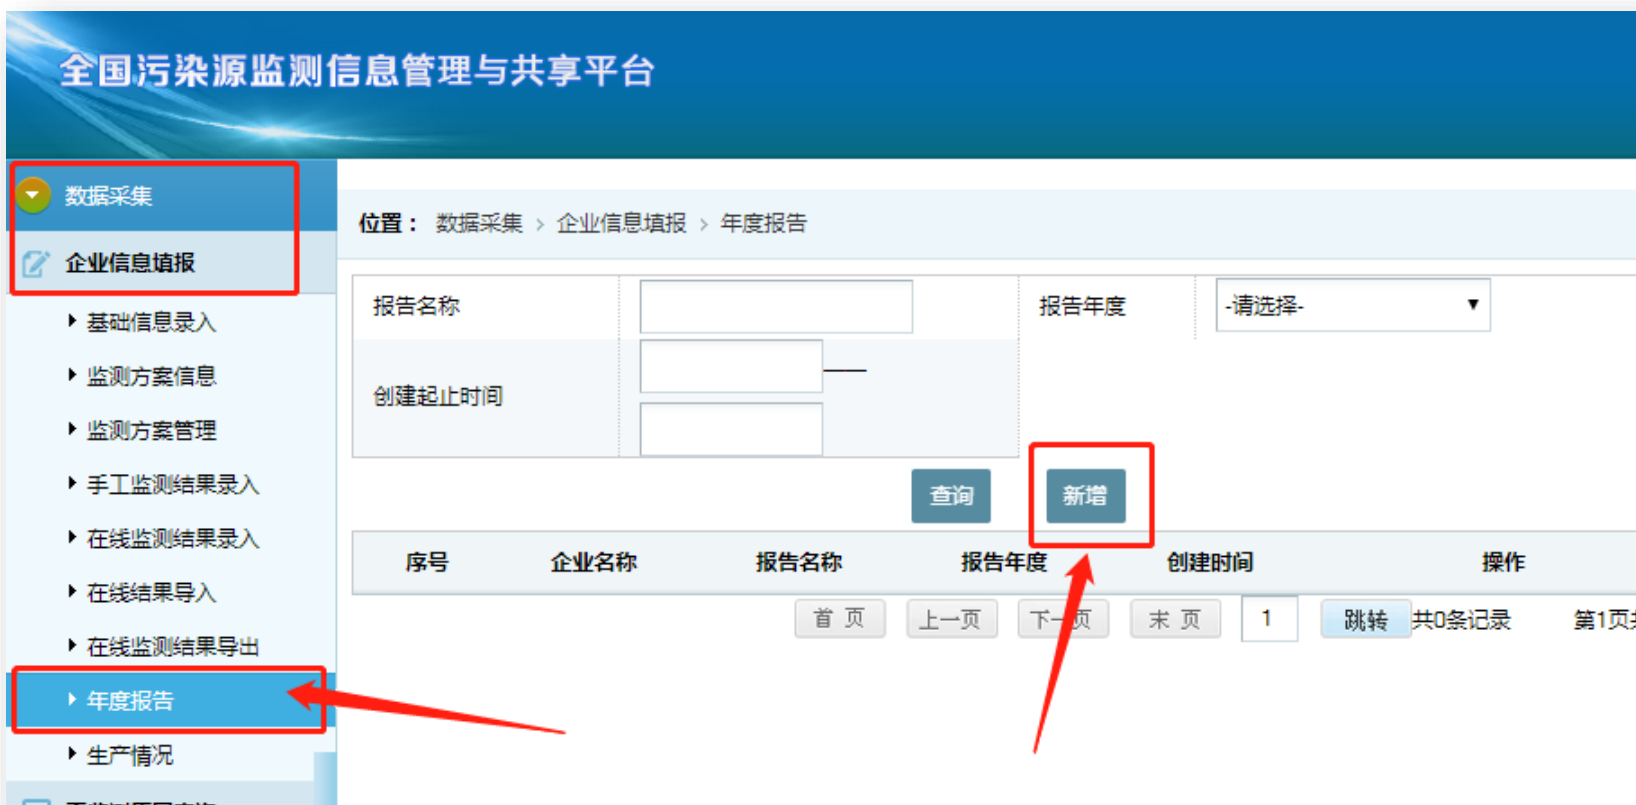 全国污染源监测信息管理与共享平台
数据采集
企业信息填报
基础信息录入
监测方案信息
监测方案管理
手工监测结果录入
在线监测结果录入
在线结果导入
在线监测结果导出
年度报告
生产情况
位置： 数据采集 > 企业信息填报 > 年度报告
报告名称 报告年度 -请选择-
创建起止时间 ——
查询 新增
序号 企业名称 报告名称 报告年度 创建时间 操作
首 页 上一页 下一页 末 页 1 跳转 共0条记录 第1页